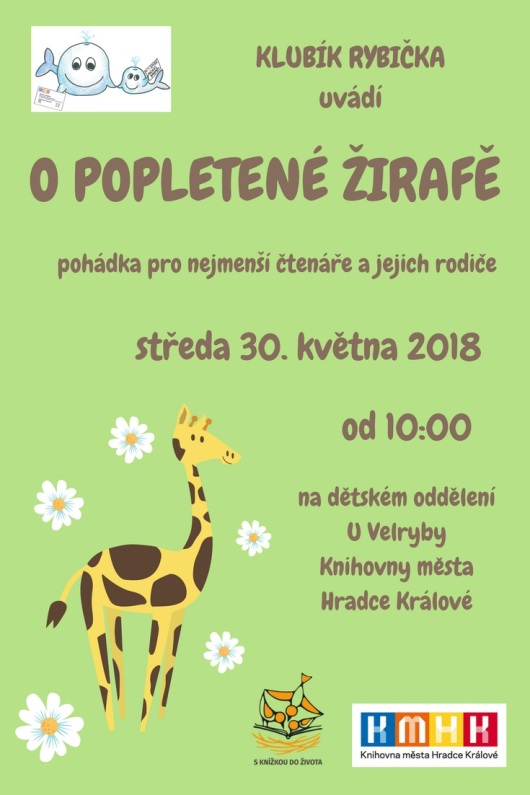 KLUBÍK RYBIČKA
uvádí
O POPLETENÉ ŽIRAFĚ
pohádka pro nejmenší čtenáře a jejich rodiče
středa 30. května 2018
od 10:00
na dětském oddělení
U Velryby
Knihovny města
Hradce Králové
S KNÍŽKOU DO ŽIVOTA
KMHK
Knihovna města Hradce Králové